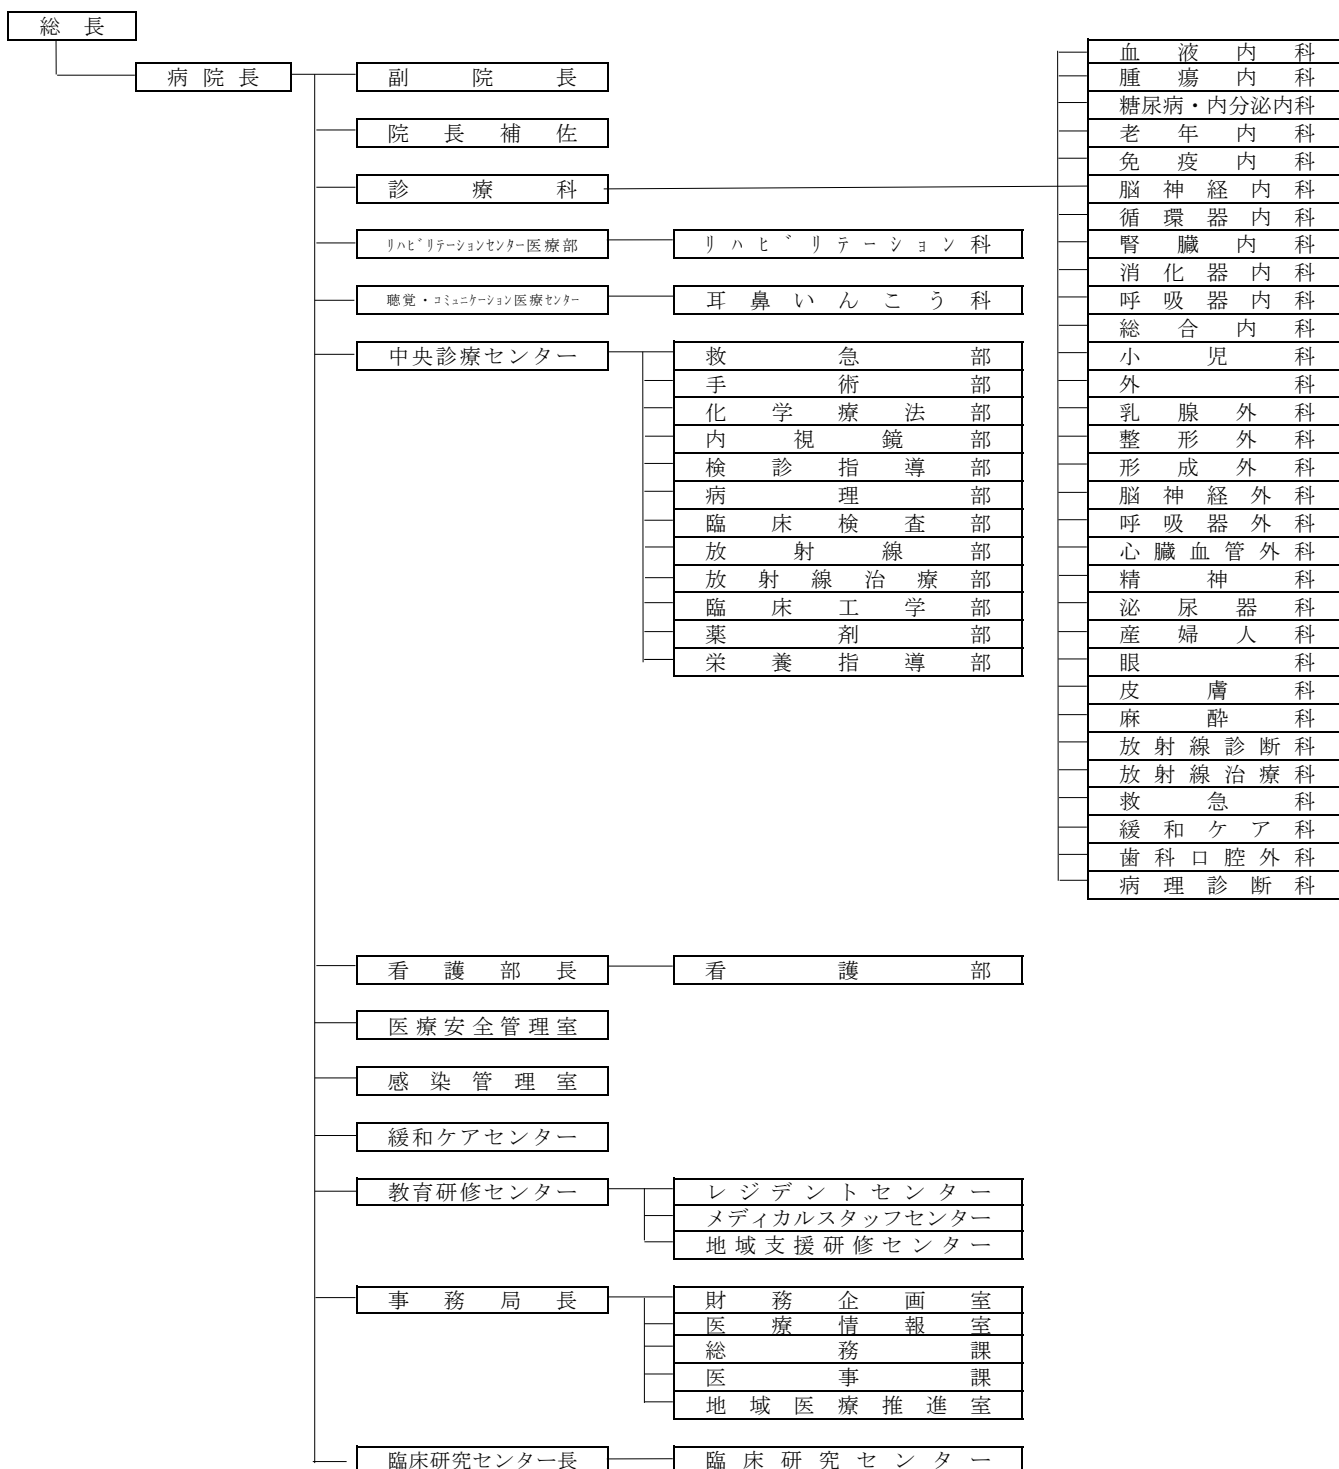 総長
病院長
副院長
院長補佐
診療科
リハビリテーションセンター医療部
リハビリテーション科
聴覚・コミュニケーション医療センター
耳鼻いんこう科
中央診療センター
救急部
手術部
化学療法部
内視鏡部
検診指導部
病理部
臨床検査部
放射線部
放射線治療部
臨床工学部
薬剤部
栄養指導部
血液内科
腫瘍内科
糖尿病・内分泌内科
老年内科
免疫内科
脳神経内科
循環器内科
腎臓内科
消化器内科
呼吸器内科
総合内科
小児科
外科
乳腺外科
整形外科
形成外科
脳神経外科
呼吸器外科
心臓血管外科
精神科
泌尿器科
産婦人科
眼科
皮膚科
麻酔科
放射線診断科
放射線治療科
救急科
緩和ケア科
歯科口腔外科
病理診断科
看護部長
看護部
医療安全管理室
感染管理室
緩和ケアセンター
教育研修センター
レジデントセンター
メディカルスタッフセンター
地域支援研修センター
事務局長
財務企画室
医療情報室
総務課
医事課
地域医療推進室
臨床研究センター長
臨床研究センター